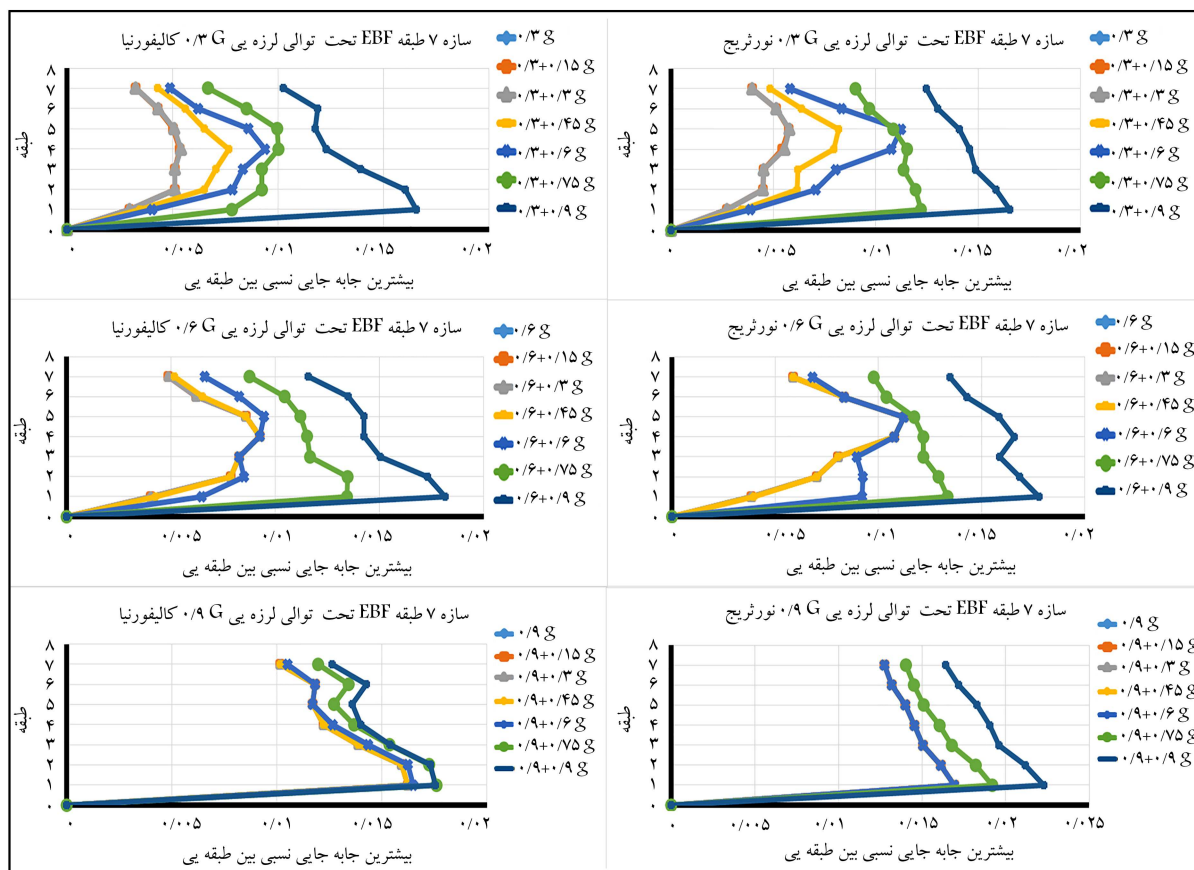 سازه ۷ طبقه EBF تحت توالی لرزه یی ۰/۳ G نورثریج
۰/۳ g
۰/۳+۰/۱۵ g
۰/۳+۰/۳ g
۰/۳+۰/۴۵ g
۰/۳+۰/۶ g
۰/۳+۰/۷۵ g
۰/۳+۰/۹ g
طبقه
۸
۷
۶
۵
۴
۳
۲
۱
۰
۰ ۰/۰۰۵ ۰/۰۱ ۰/۰۱۵ ۰/۰۲
بیشترین جابه جایی نسبی بین طبقه یی
سازه ۷ طبقه EBF تحت توالی لرزه یی ۰/۳ G کالیفورنیا
۰/۳ g
۰/۳+۰/۱۵ g
۰/۳+۰/۳ g
۰/۳+۰/۴۵ g
۰/۳+۰/۶ g
۰/۳+۰/۷۵ g
۰/۳+۰/۹ g
طبقه
۸
۷
۶
۵
۴
۳
۲
۱
۰
۰ ۰/۰۰۵ ۰/۰۱ ۰/۰۱۵ ۰/۰۲
بیشترین جابه جایی نسبی بین طبقه یی
سازه ۷ طبقه EBF تحت توالی لرزه یی ۰/۶ G نورثریج
۰/۶ g
۰/۶+۰/۱۵ g
۰/۶+۰/۳ g
۰/۶+۰/۴۵ g
۰/۶+۰/۶ g
۰/۶+۰/۷۵ g
۰/۶+۰/۹ g
طبقه
۸
۷
۶
۵
۴
۳
۲
۱
۰
۰ ۰/۰۰۵ ۰/۰۱ ۰/۰۱۵ ۰/۰۲
بیشترین جابه جایی نسبی بین طبقه یی
سازه ۷ طبقه EBF تحت توالی لرزه یی ۰/۶ G کالیفورنیا
۰/۶ g
۰/۶+۰/۱۵ g
۰/۶+۰/۳ g
۰/۶+۰/۴۵ g
۰/۶+۰/۶ g
۰/۶+۰/۷۵ g
۰/۶+۰/۹ g
طبقه
۸
۷
۶
۵
۴
۳
۲
۱
۰
۰ ۰/۰۰۵ ۰/۰۱ ۰/۰۱۵ ۰/۰۲
بیشترین جابه جایی نسبی بین طبقه یی
سازه ۷ طبقه EBF تحت توالی لرزه یی ۰/۹ G نورثریج
۰/۹ g
۰/۹+۰/۱۵ g
۰/۹+۰/۳ g
۰/۹+۰/۴۵ g
۰/۹+۰/۶ g
۰/۹+۰/۷۵ g
۰/۹+۰/۹ g
طبقه
۸
۷
۶
۵
۴
۳
۲
۱
۰
۰ ۰/۰۰۵ ۰/۰۱ ۰/۰۱۵ ۰/۰۲ ۰/۰۲۵
بیشترین جابه جایی نسبی بین طبقه یی
سازه ۷ طبقه EBF تحت توالی لرزه یی ۰/۹ G کالیفورنیا
۰/۹ g
۰/۹+۰/۱۵ g
۰/۹+۰/۳ g
۰/۹+۰/۴۵ g
۰/۹+۰/۶ g
۰/۹+۰/۷۵ g
۰/۹+۰/۹ g
طبقه
۸
۷
۶
۵
۴
۳
۲
۱
۰
۰ ۰/۰۰۵ ۰/۰۱ ۰/۰۱۵ ۰/۰۲
بیشترین جابه جایی نسبی بین طبقه یی